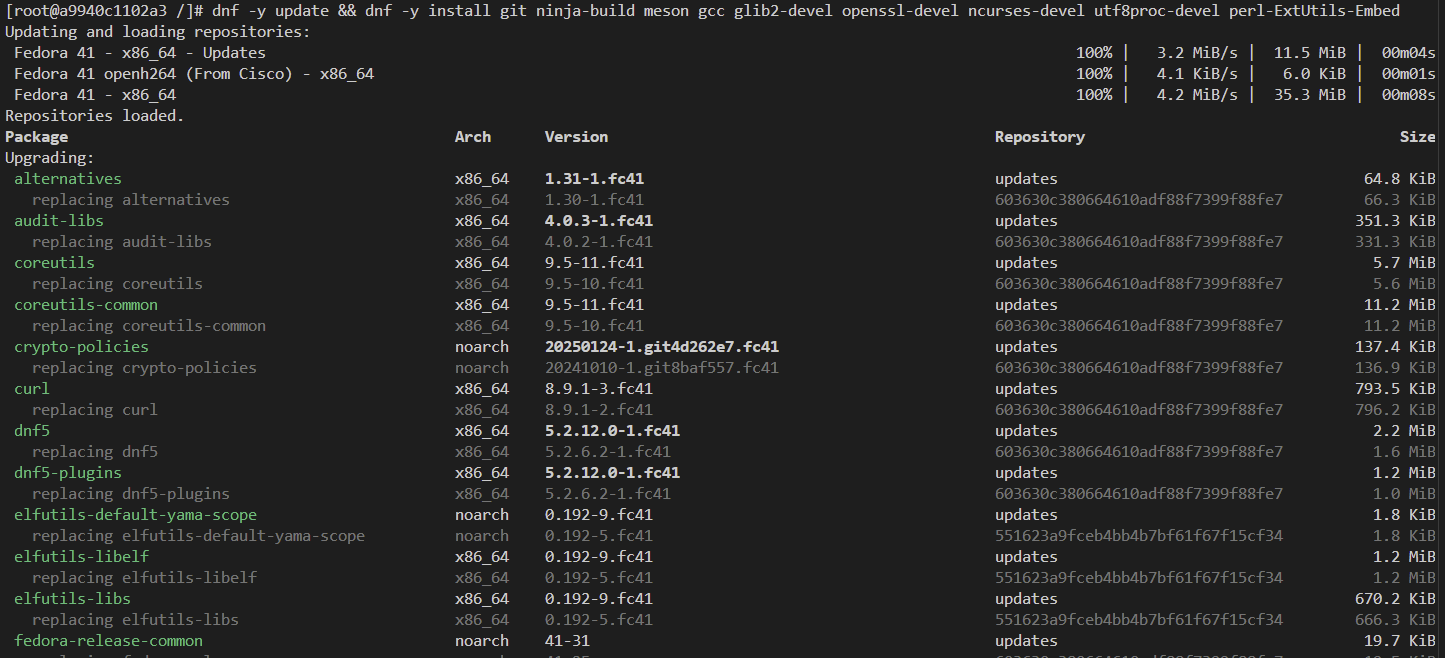 [root@a9940c1102a3 /]# dnf -y update && dnf -y install git ninja-build meson gcc glib2-devel openssl-devel ncurses-devel utf8proc-devel perl-ExtUtils-Embed
Updating and loading repositories:
Fedora 41 - x86_64 - Updates 100% | 3.2 MiB/s | 11.5 MiB | 00m04s
Fedora 41 openh264 (From Cisco) - x86_64 100% | 4.1 KiB/s | 6.0 KiB | 00m01s
Fedora 41 - x86_64 100% | 4.2 MiB/s | 35.3 MiB | 00m08s
Repositories loaded.
Package Arch Version Repository Size
Upgrading:
alternatives x86_64 1.31-1.fc41 updates 64.8 KiB
replacing alternatives x86_64 1.30-1.fc41 603630c380664610adf88f7399f88fe7 66.3 KiB
audit-libs x86_64 4.0.3-1.fc41 updates 351.3 KiB
replacing audit-libs x86_64 4.0.2-1.fc41 603630c380664610adf88f7399f88fe7 331.3 KiB
coreutils x86_64 9.5-11.fc41 updates 5.7 MiB
replacing coreutils x86_64 9.5-10.fc41 603630c380664610adf88f7399f88fe7 5.6 MiB
coreutils-common x86_64 9.5-11.fc41 updates 11.2 MiB
replacing coreutils-common x86_64 9.5-10.fc41 603630c380664610adf88f7399f88fe7 11.2 MiB
crypto-policies noarch 20250124-1.git4d262e7.fc41 updates 137.4 KiB
replacing crypto-policies noarch 20241010-1.git8baf557.fc41 603630c380664610adf88f7399f88fe7 136.9 KiB
curl x86_64 8.9.1-3.fc41 updates 793.5 KiB
replacing curl x86_64 8.9.1-2.fc41 603630c380664610adf88f7399f88fe7 796.2 KiB
dnf5 x86_64 5.2.12.0-1.fc41 updates 2.2 MiB
replacing dnf5 x86_64 5.2.6.2-1.fc41 603630c380664610adf88f7399f88fe7 1.6 MiB
dnf5-plugins x86_64 5.2.12.0-1.fc41 updates 1.2 MiB
replacing dnf5-plugins x86_64 5.2.6.2-1.fc41 603630c380664610adf88f7399f88fe7 1.0 MiB
elfutils-default-yama-scope noarch 0.192-9.fc41 updates 1.8 KiB
replacing elfutils-default-yama-scope noarch 0.192-5.fc41 551623a9fceb4bb4b7bf61f67f15cf34 1.8 KiB
elfutils-libelf x86_64 0.192-9.fc41 updates 1.2 MiB
replacing elfutils-libelf x86_64 0.192-5.fc41 551623a9fceb4bb4b7bf61f67f15cf34 1.2 MiB
elfutils-libs x86_64 0.192-9.fc41 updates 670.2 KiB
replacing elfutils-libs x86_64 0.192-5.fc41 551623a9fceb4bb4b7bf61f67f15cf34 666.3 KiB
fedora-release-common noarch 41-31 updates 19.7 KiB